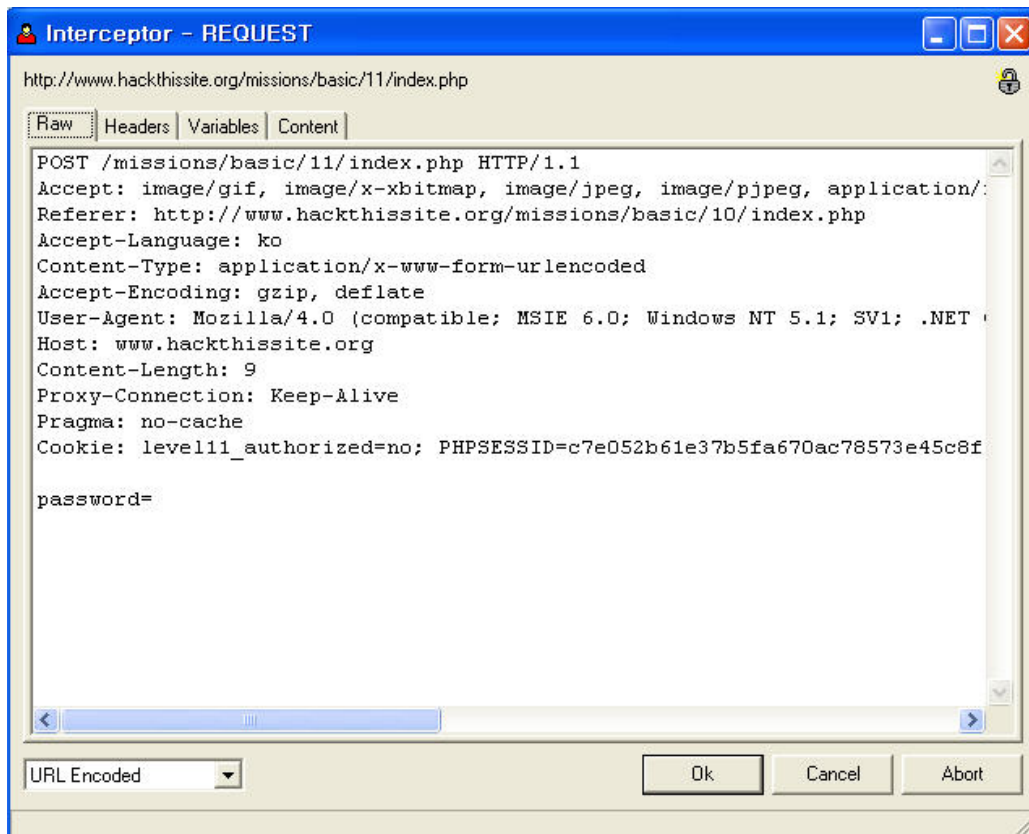 Interceptor - REQUEST
http://www.hackthissite.org/missions/basic/11/index.php
Raw Headers Variables Content
POST /missions/basic/11/index.php HTTP/1.1
Accept: image/gif, image/x-xbitmap, image/jpeg, image/pjpeg, application/
Referer: http://www.hackthissite.org/missions/basic/10/index.php
Accept-Language: ko
Content-Type: application/x-www-form-urlencoded
Accept-Encoding: gzip, deflate
User-Agent: Mozilla/4.0 (compatible; MSIE 6.0; Windows NT 5.1; SV1; .NET
Host: www.hackthissite.org
Content-Length: 9
Proxy-Connection: Keep-Alive
Pragma: no-cache
Cookie: level11_authorized=no; PHPSESSID=c7e052b61e37b5fa670ac78573e45c8f
password=
URL Encoded Ok Cancel Abort